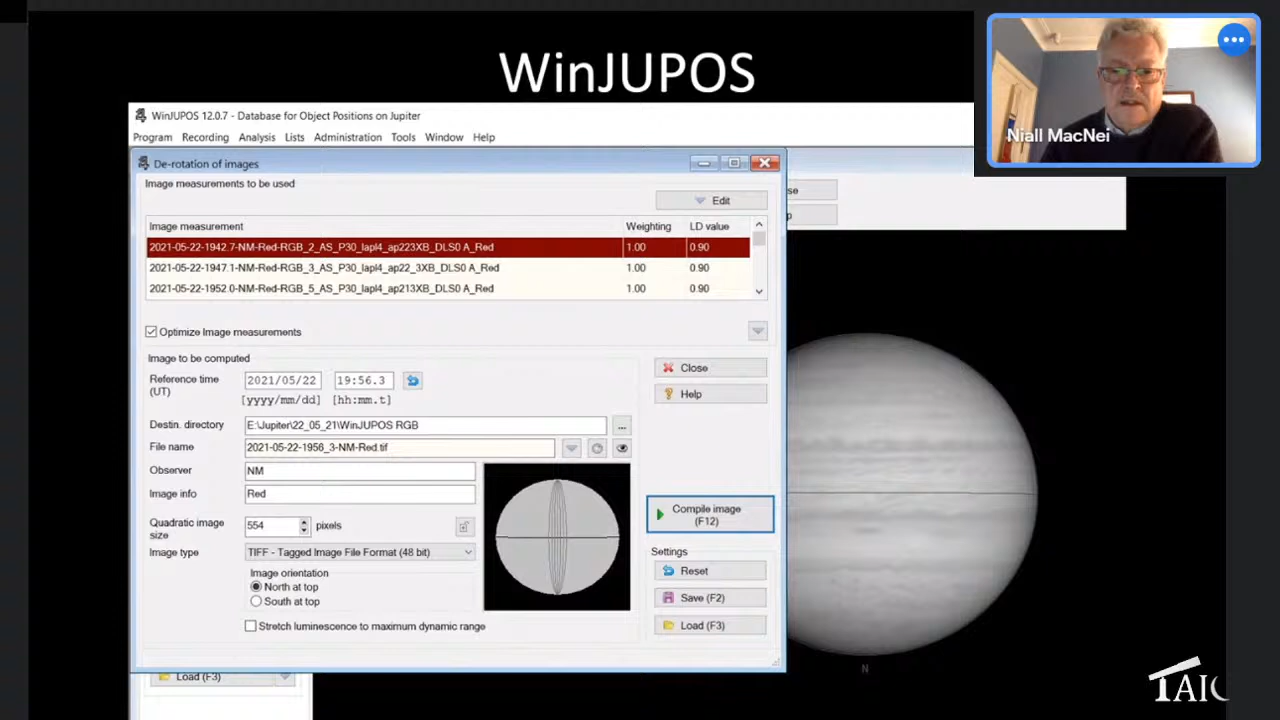 WinJUPOS
Niall MacNei
WinJUPOS 12.0.7 - Database for Object Positions on Jupiter
Program Recording Analysis Lists Administration Tools Window Help
De-rotation of images
Image measurements to be used
Edit
se
p
Image measurement Weighting LD value
2021-05-22-1942.7-NM-Red-RGB_2_AS_P30_lapl4_ap223XB_DLS0 A_Red 1.00 0.90
2021-05-22-1947.1-NM-Red-RGB_3_AS_P30_lapl4_ap22_3XB_DLS0 A_Red 1.00 0.90
2021-05-22-1952.0-NM-Red-RGB_5_AS_P30_lapl4_ap213XB_DLS0 A_Red 1.00 0.90
Optimize Image measurements
Image to be computed
Close
Reference time
(UT)
2021/05/22 19:56.3
[yyyy/mm/dd] [hh:mm.t]
Help
Destin. directory E:\Jupiter\22_05_21\WinJUPOS RGB ...
File name 2021-05-22-1956_3-NM-Red.tif
Observer NM
Image info Red
Compile image
(F12)
Quadratic image
size
554 pixels
Image type TIFF - Tagged Image File Format (48 bit)
Settings
Reset
Image orientation
North at top
South at top
Save (F2)
Stretch luminescence to maximum dynamic range
Load (F3)
N
Load (F3)
TAIC